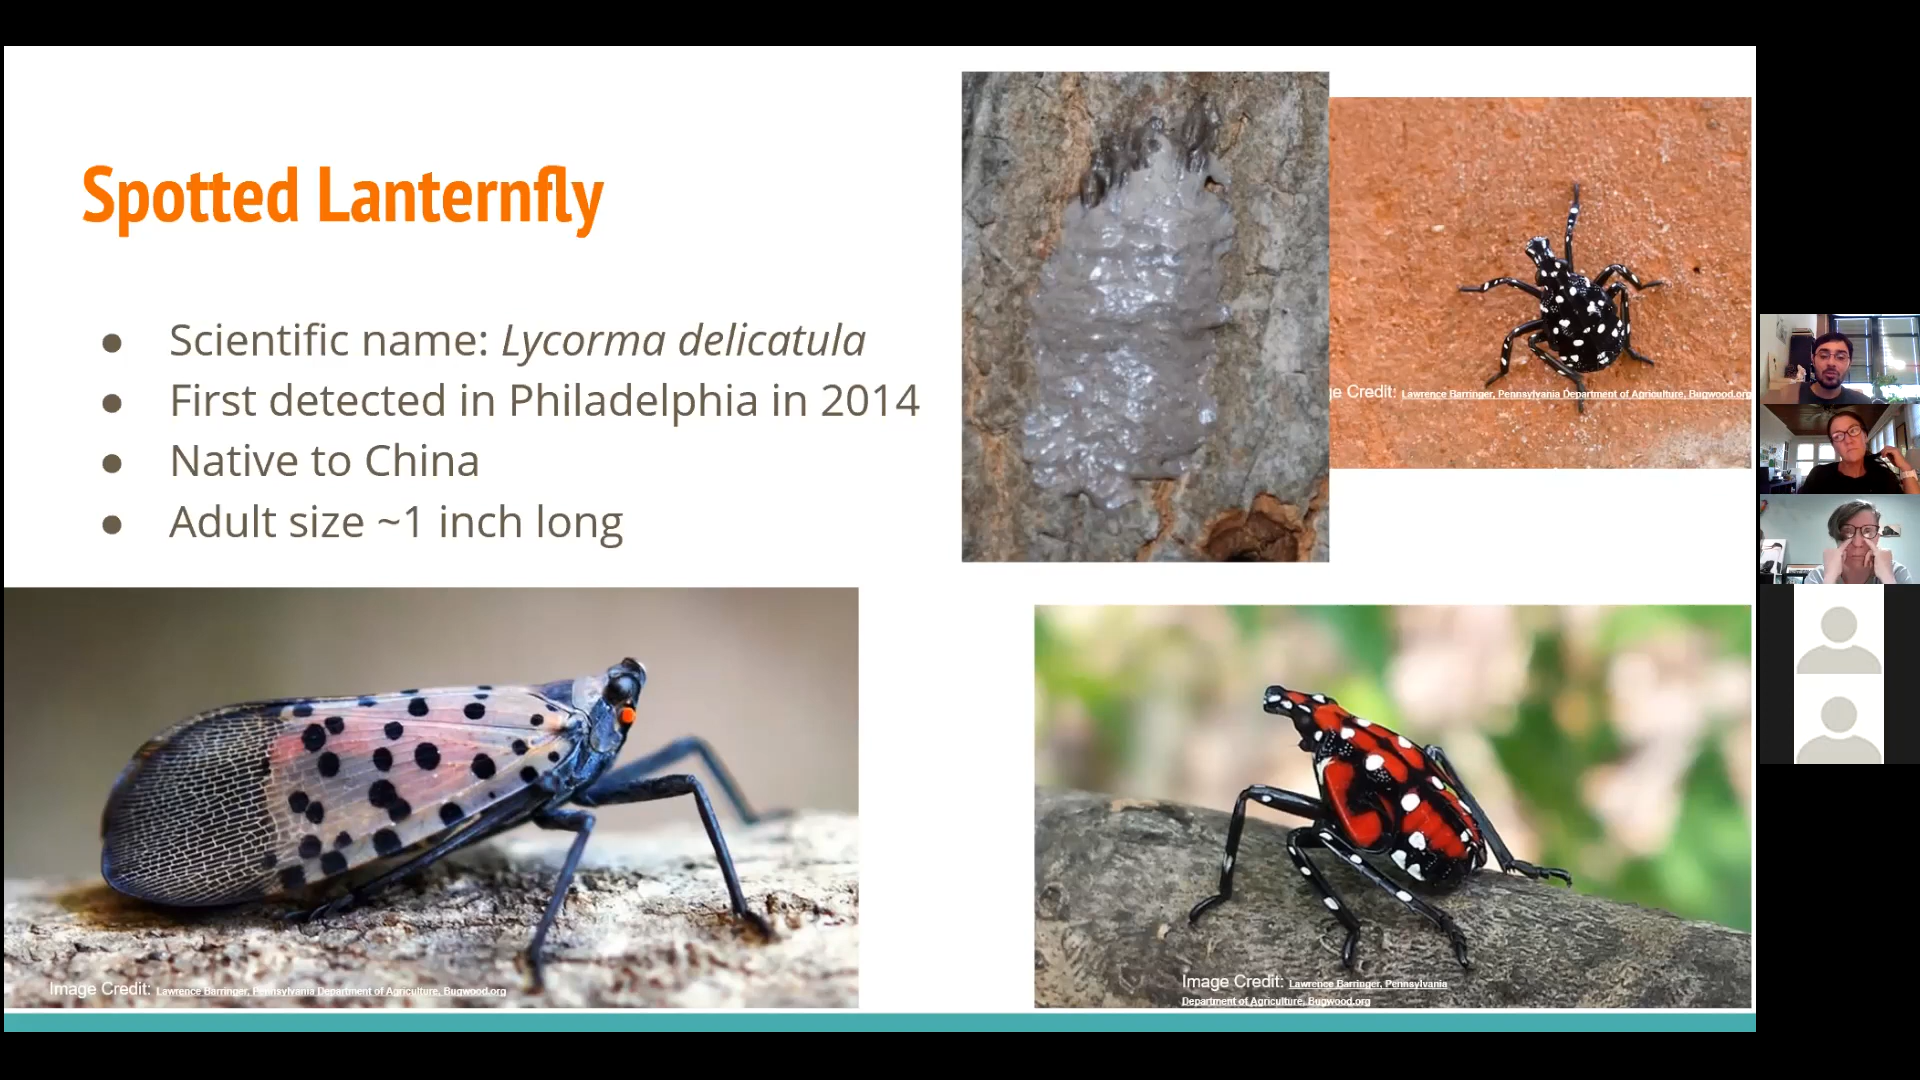 Spotted Lanternfly
● Scientific name: Lycorma delicatula
● First detected in Philadelphia in 2014
● Native to China
● Adult size ~1 inch long
Credit: Lawrence Barringer, Pennsylvania Department of Agriculture, Bugwood.org
Image Credit: Lawrence Barringer, Pennsylvania Department of Agriculture, Bugwood.org
Image Credit: Lawrence Barringer, Pennsylvania
Department of Agriculture, Bugwood.org